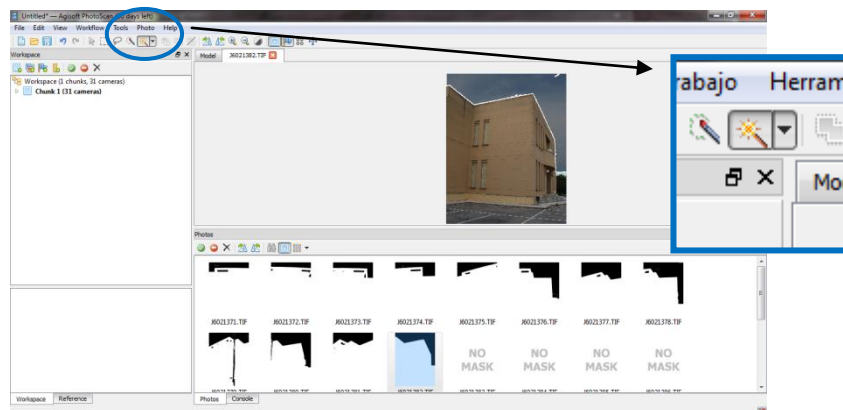 Untitled* — Agisoft PhotoScan (30 days left)
File Edit View Workflow Tools Photo Help
Workspace
Model J6021382.TIF
Workspace (1 chunks, 31 cameras)
Chunk 1 (31 cameras)
rabajo Herram
Mo
Photos
J6021371.TIF J6021372.TIF J6021373.TIF J6021374.TIF J6021375.TIF J6021376.TIF J6021377.TIF J6021378.TIF
NO MASK NO MASK NO MASK NO MASK
Workspace Reference Photos Console